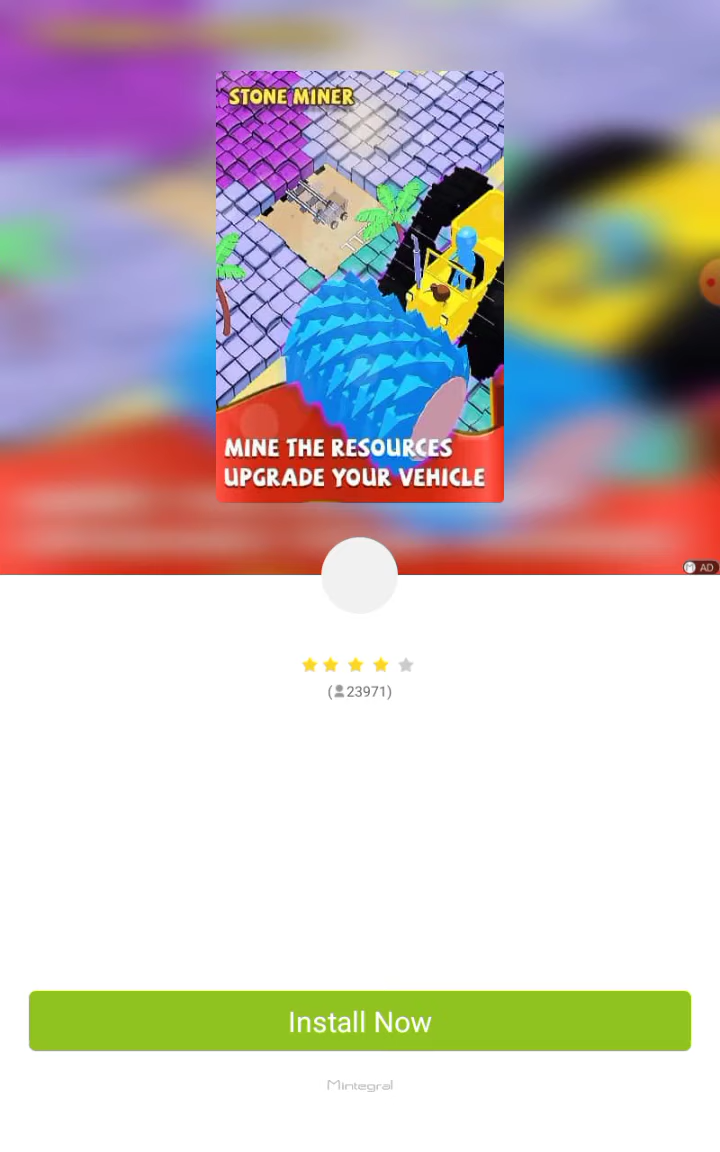 STONE MINER
MINE THE RESOURCES
UPGRADE YOUR VEHICLE
AD
(23971)
Install Now
Mintegral